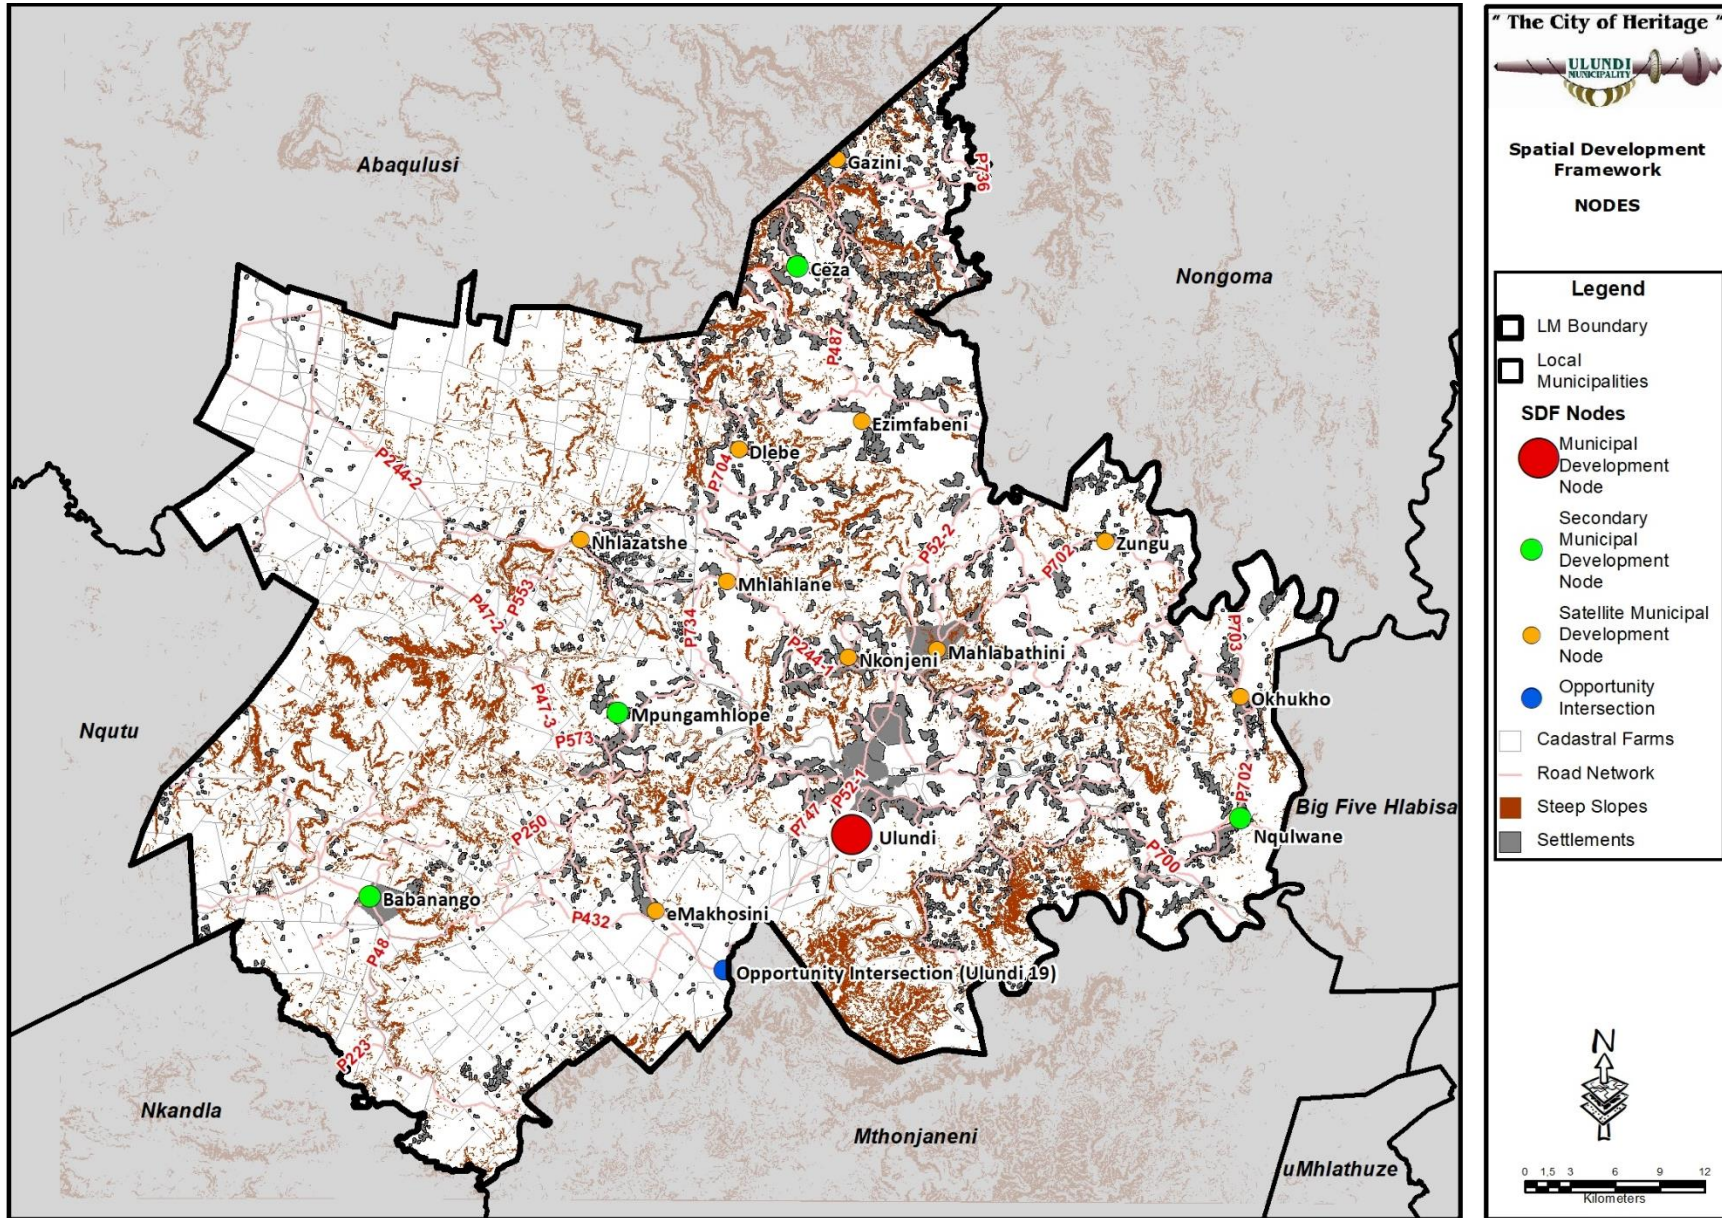 Abaqulusi
Gazini
P736
Ceza
Nongoma
P487
Ezimfabeni
Dlebe
P244-2
P704
P52-2
Nhlazatshe
Zungu
P702
Mhlahlane
P553
P47-2
P734
P703
P244-1
Nkonjeni
Mahlabathini
Okhukho
P47-3
Mpungamhlope
Nqutu
P573
P702
P52-1
P747
Big Five Hlabisa
P250
Ulundi
Nqulwane
P700
Babanango
eMakhosini
P432
P48
Opportunity Intersection (Ulundi 19)
P223
Nkandla
Mthonjaneni
uMhlathuze
" The City of Heritage "
ULUNDI
MUNICIPALITY
Spatial Development
Framework
NODES
Legend
LM Boundary
Local
Municipalities
SDF Nodes
Municipal
Development
Node
Secondary
Municipal
Development
Node
Satellite Municipal
Development
Node
Opportunity
Intersection
Cadastral Farms
Road Network
Steep Slopes
Settlements
N
0 1,5 3 6 9 12
Kilometers